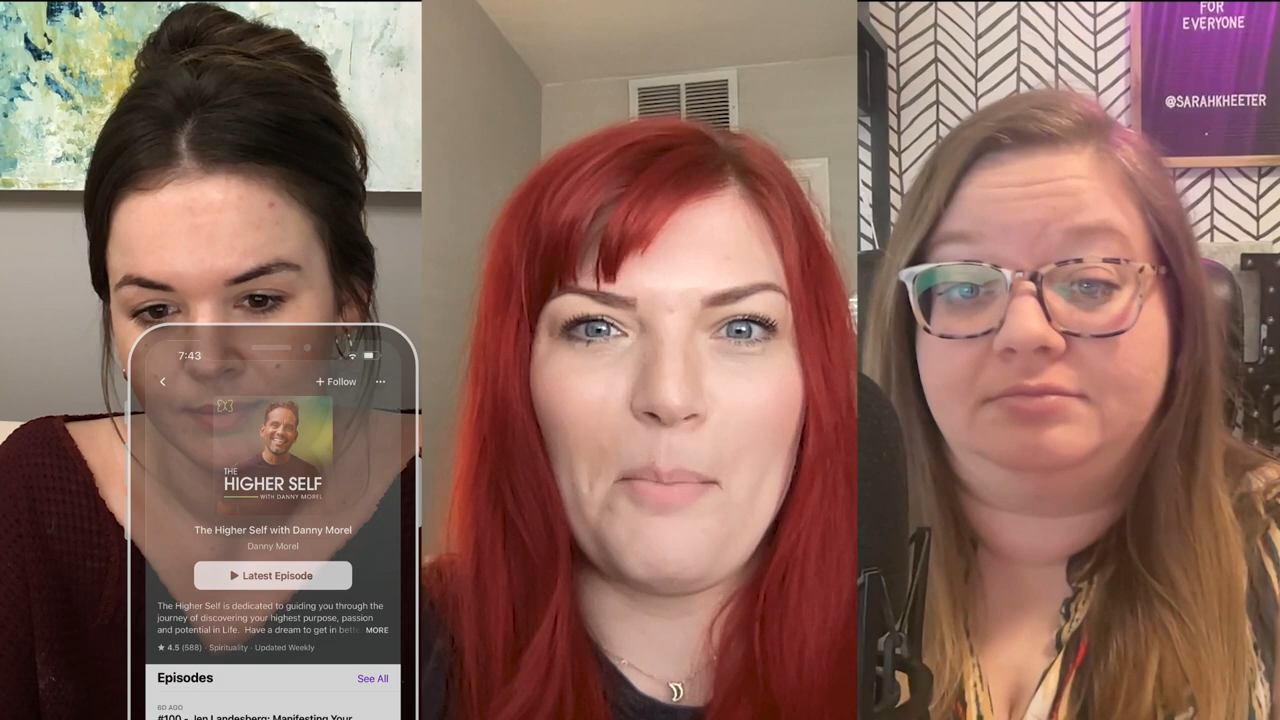 FOR
EVERYONE
@SARAHKHEETER
7:43
+ Follow
THE
HIGHER SELF
WITH DANNY MOREL
The Higher Self with Danny Morel
Danny Morel
Latest Episode
The Higher Self is dedicated to guiding you through the
journey of discovering your highest purpose, passion
and potential in Life. Have a dream to get in bette MORE
★ 4.5 (588) · Spirituality · Updated Weekly
Episodes
See All
6D AGO
#100 - Jen Landesberg: Manifesting Your